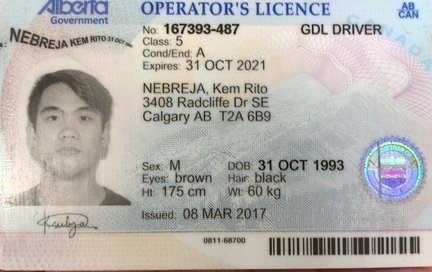 Alberta
Government
OPERATOR'S LICENCE
AB
CAN
No: 167393-487 GDL DRIVER
Class: 5
Cond/End: A
Expires: 31 OCT 2021
NEBREJA KEM RITO 31 OCT
NEBREJA, Kem Rito
3408 Radcliffe Dr SE
Calgary AB T2A 6B9
Sex: M DOB: 31 OCT 1993
Eyes: brown Hair: black
Ht: 175 cm Wt: 60 kg
Issued: 08 MAR 2017
0811-68700